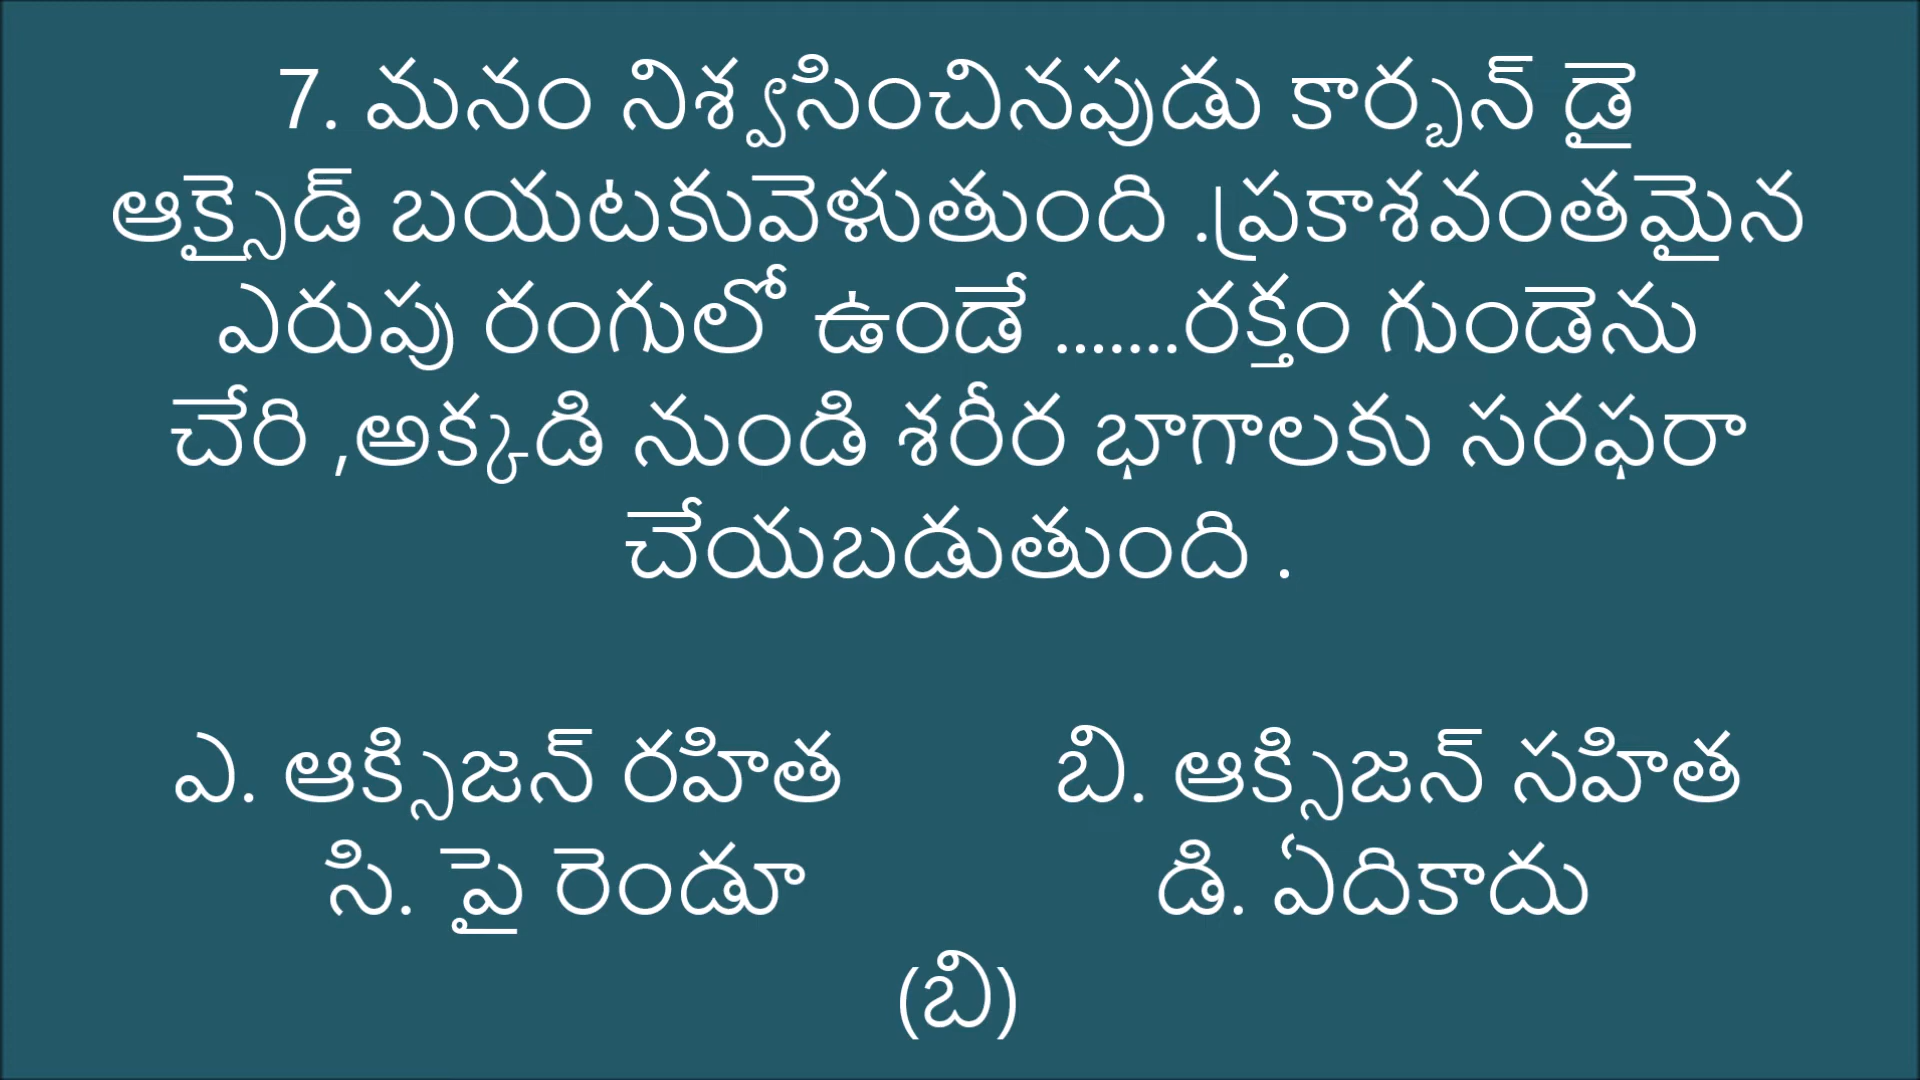 7. మనం నిశ్వసించినపుడు కార్బన్ డై
ఆక్సైడ్ బయటకువెళుతుంది .ప్రకాశవంతమైన
ఎరుపు రంగులో ఉండే .......రక్తం గుండెను
చేరి ,అక్కడి నుండి శరీర భాగాలకు సరఫరా
చేయబడుతుంది .
ఎ. ఆక్సిజన్ రహిత బి. ఆక్సిజన్ సహిత
సి. పై రెండూ డి. ఏదికాదు
(బి)